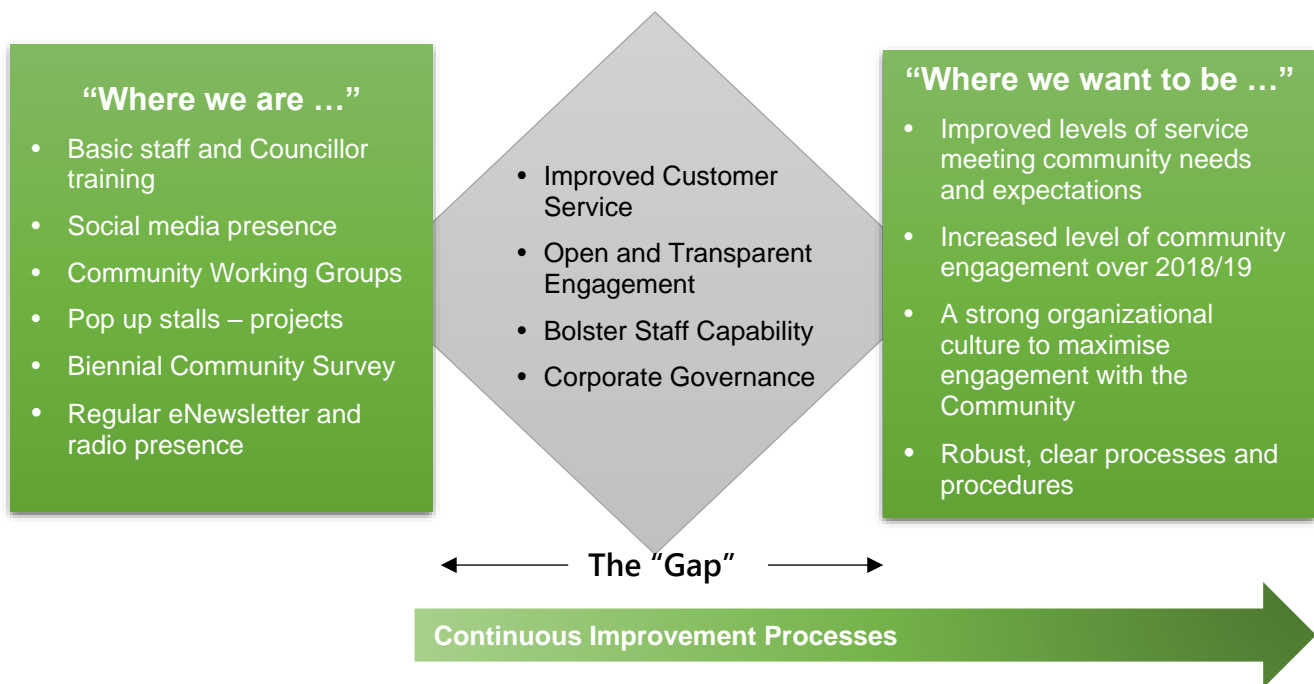 “Where we are …”
• Basic staff and Councillor
training
• Social media presence
• Community Working Groups
• Pop up stalls – projects
• Biennial Community Survey
• Regular eNewsletter and
radio presence
• Improved Customer
Service
• Open and Transparent
Engagement
• Bolster Staff Capability
• Corporate Governance
“Where we want to be …”
• Improved levels of service
meeting community needs
and expectations
• Increased level of community
engagement over 2018/19
• A strong organizational
culture to maximise
engagement with the
Community
• Robust, clear processes and
procedures
The “Gap”
Continuous Improvement Processes